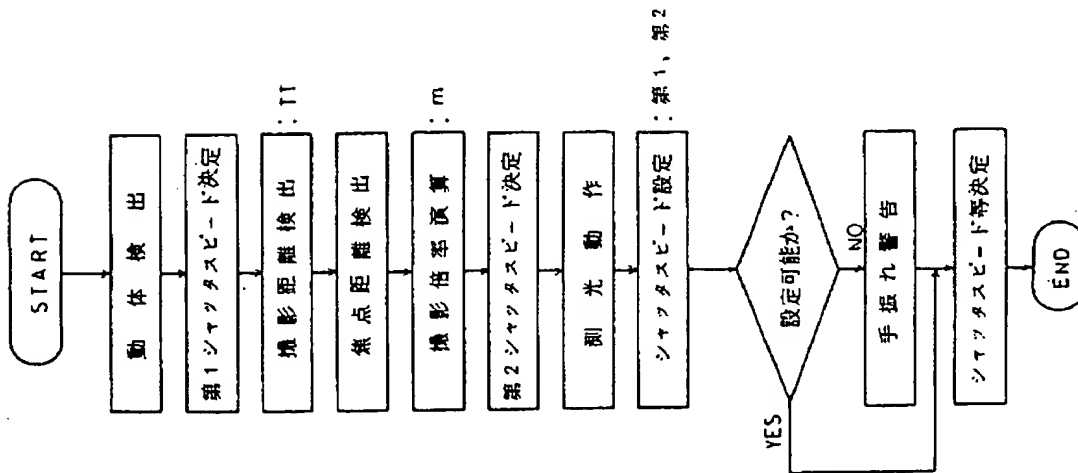 START
動体検出
第1シャッタスピード決定
撮影距離検出
:TT
焦点距離検出
撮影倍率演算
:m
第2シャッタスピード決定
測光動作
シャッタスピード設定
:第1、第2
設定可能か?
YES
NO
手振れ警告
シャッタスピード等決定
END